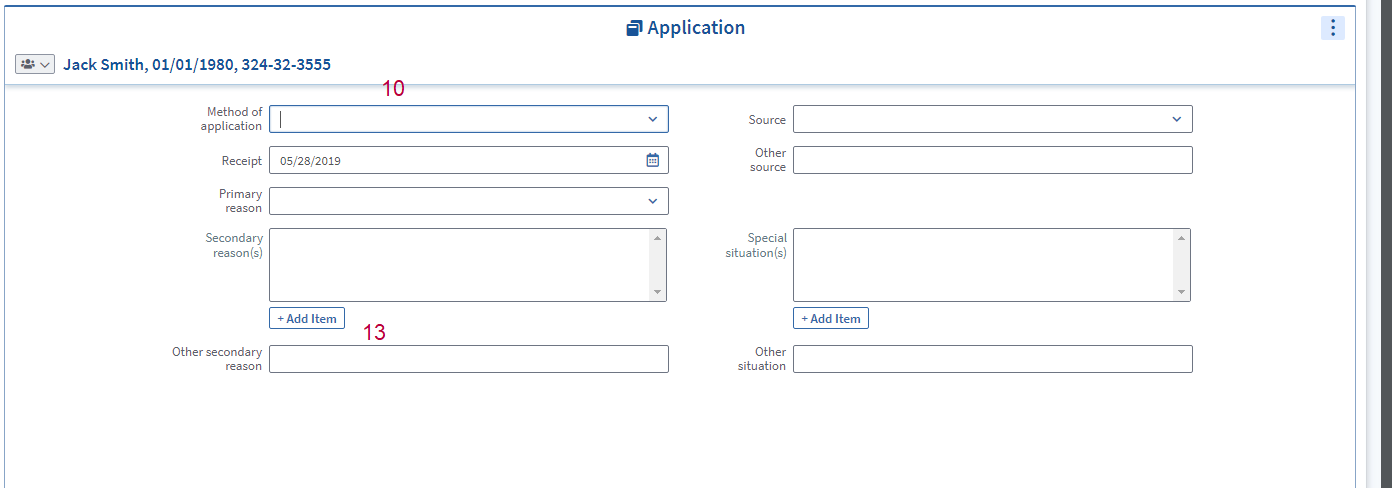 Application
Jack Smith, 01/01/1980, 324-32-3555
10
Method of
application
Source
Receipt
05/28/2019
Other
source
Primary
reason
Secondary
reason(s)
Special
situation(s)
+ Add Item
+ Add Item
13
Other secondary
reason
Other
situation